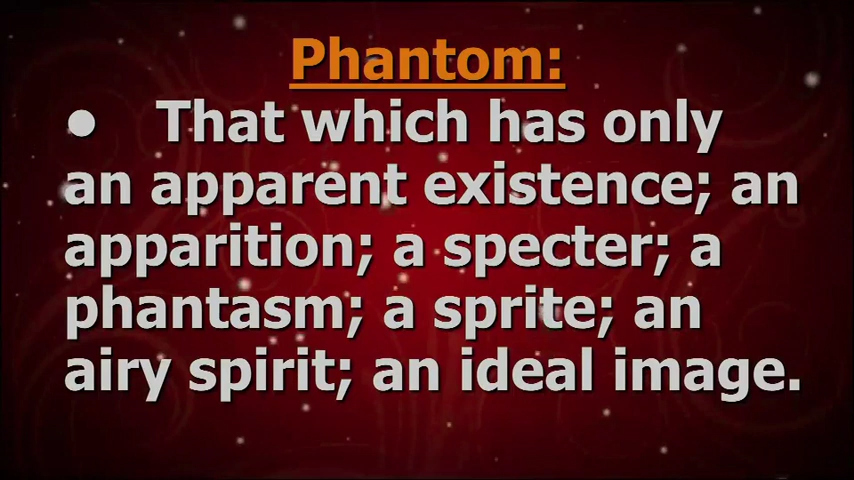 Phantom:
● That which has only
an apparent existence; an
apparition; a specter; a
phantasm; a sprite; an
airy spirit; an ideal image.